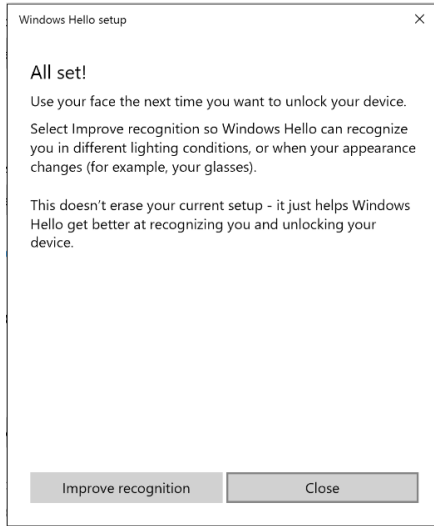 Windows Hello setup
All set!
Use your face the next time you want to unlock your device.
Select Improve recognition so Windows Hello can recognize
you in different lighting conditions, or when your appearance
changes (for example, your glasses).
This doesn't erase your current setup - it just helps Windows
Hello get better at recognizing you and unlocking your
device.
Improve recognition
Close